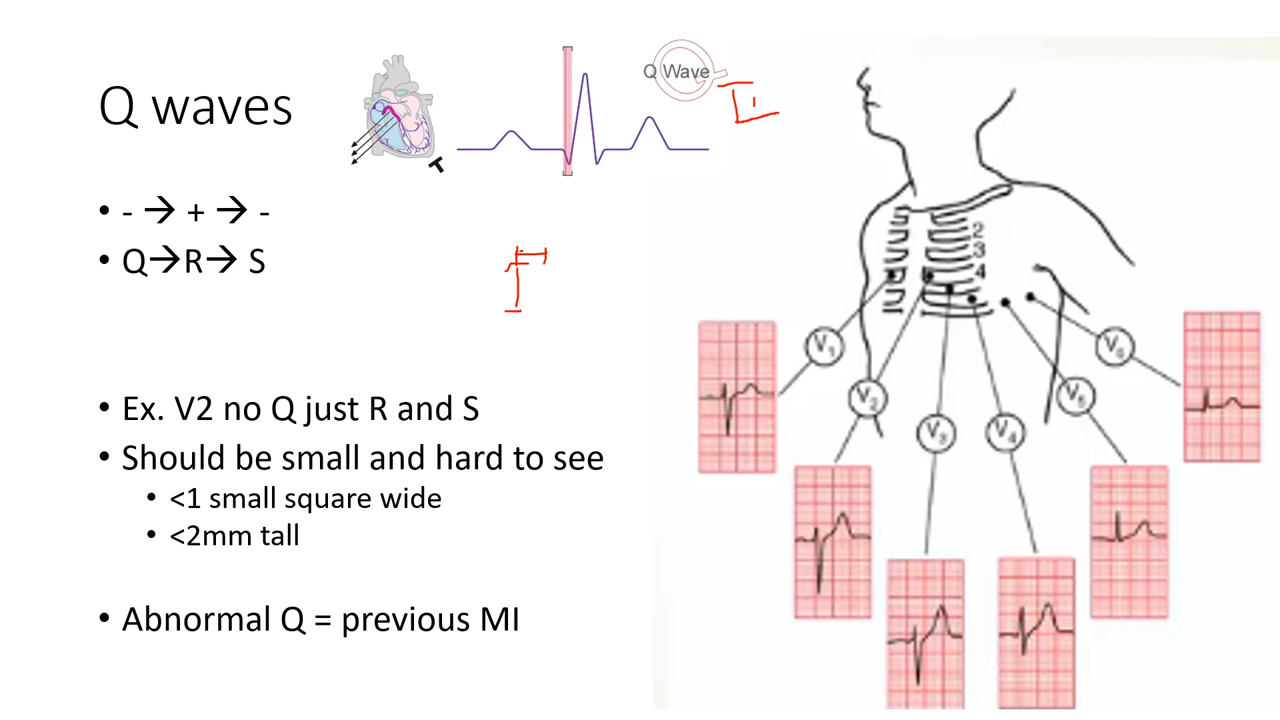 Q waves
Q Wave
• - → + → -
• Q→R→ S
• Ex. V2 no Q just R and S
• Should be small and hard to see
• <1 small square wide
• <2mm tall
• Abnormal Q = previous MI
2
3
4
V1
V2
V3
V4
V5
V6